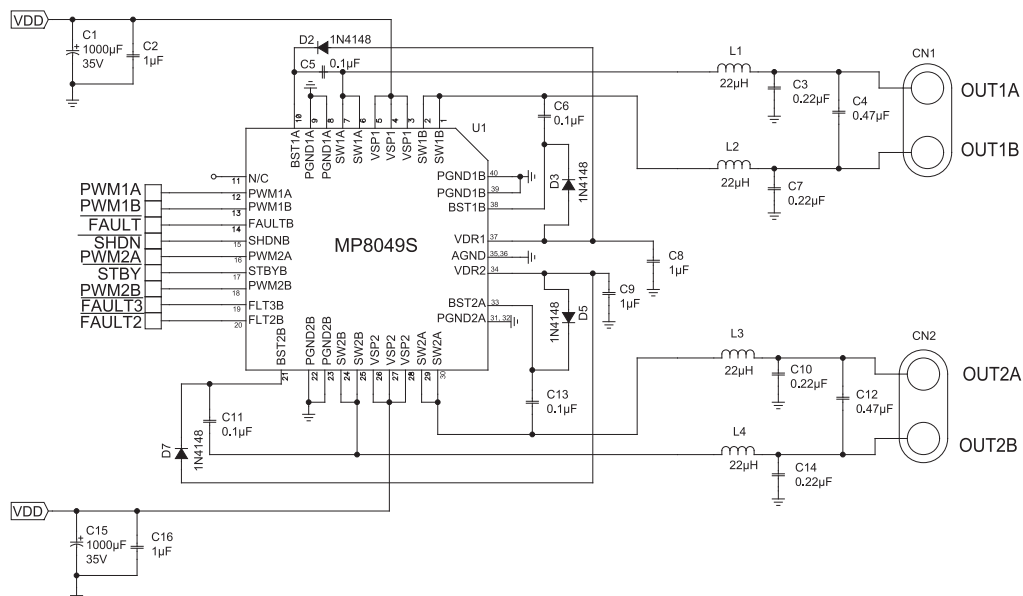 VDD
C1
1000µF
35V
C2
1µF
D2
1N4148
C5
0.1µF
L1
22µH
C3
0.22µF
C4
0.47µF
CN1
OUT1A
OUT1B
C6
0.1µF
L2
22µH
C7
0.22µF
U1
10
9
8
7
6
5
4
3
2
1
BST1A
PGND1A
PGND1A
SW1A
SW1A
VSP1
VSP1
VSP1
SW1B
SW1B
MP8049S
11
N/C
PWM1A
12
PWM1A
PWM1B
13
PWM1B
FAULT
14
FAULTB
SHDN
15
SHDNB
PWM2A
16
PWM2A
STBY
17
STBYB
PWM2B
18
PWM2B
FAULT3
19
FLT3B
FAULT2
20
FLT2B
PGND1B
40
PGND1B
39
BST1B
38
VDR1
37
AGND
35,36
VDR2
34
BST2A
33
PGND2A
31, 32
D3
1N4148
C8
1µF
C9
1µF
1N4148
D5
BST2B
PGND2B
PGND2B
SW2B
SW2B
VSP2
VSP2
VSP2
SW2A
SW2A
21
22
23
24
25
26
27
28
29
30
L3
22µH
C10
0.22µF
C12
0.47µF
CN2
OUT2A
OUT2B
C13
0.1µF
C11
0.1µF
D7
1N4148
L4
22µH
C14
0.22µF
VDD
C15
1000µF
35V
C16
1µF